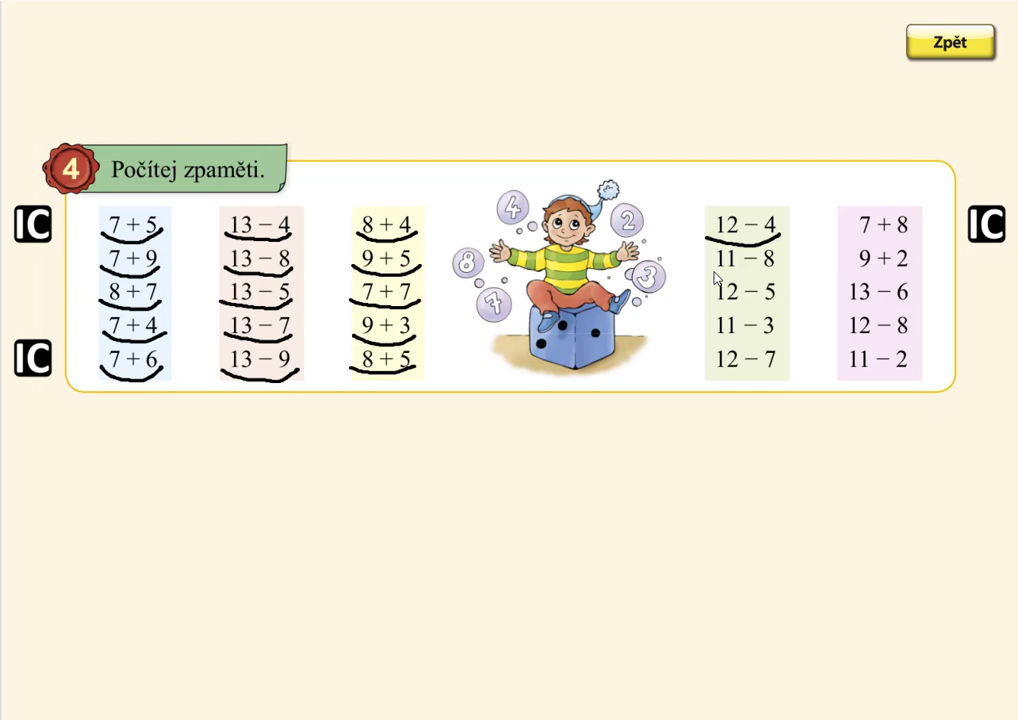 Zpět
4 Počítej zpaměti.
IC
7 + 5
7 + 9
8 + 7
7 + 4
7 + 6
IC
13 − 4
13 − 8
13 − 5
13 − 7
13 − 9
8 + 4
9 + 5
7 + 7
9 + 3
8 + 5
4
2
8
3
7
12 − 4
11 − 8
12 − 5
11 − 3
12 − 7
7 + 8
9 + 2
13 − 6
12 − 8
11 − 2
IC